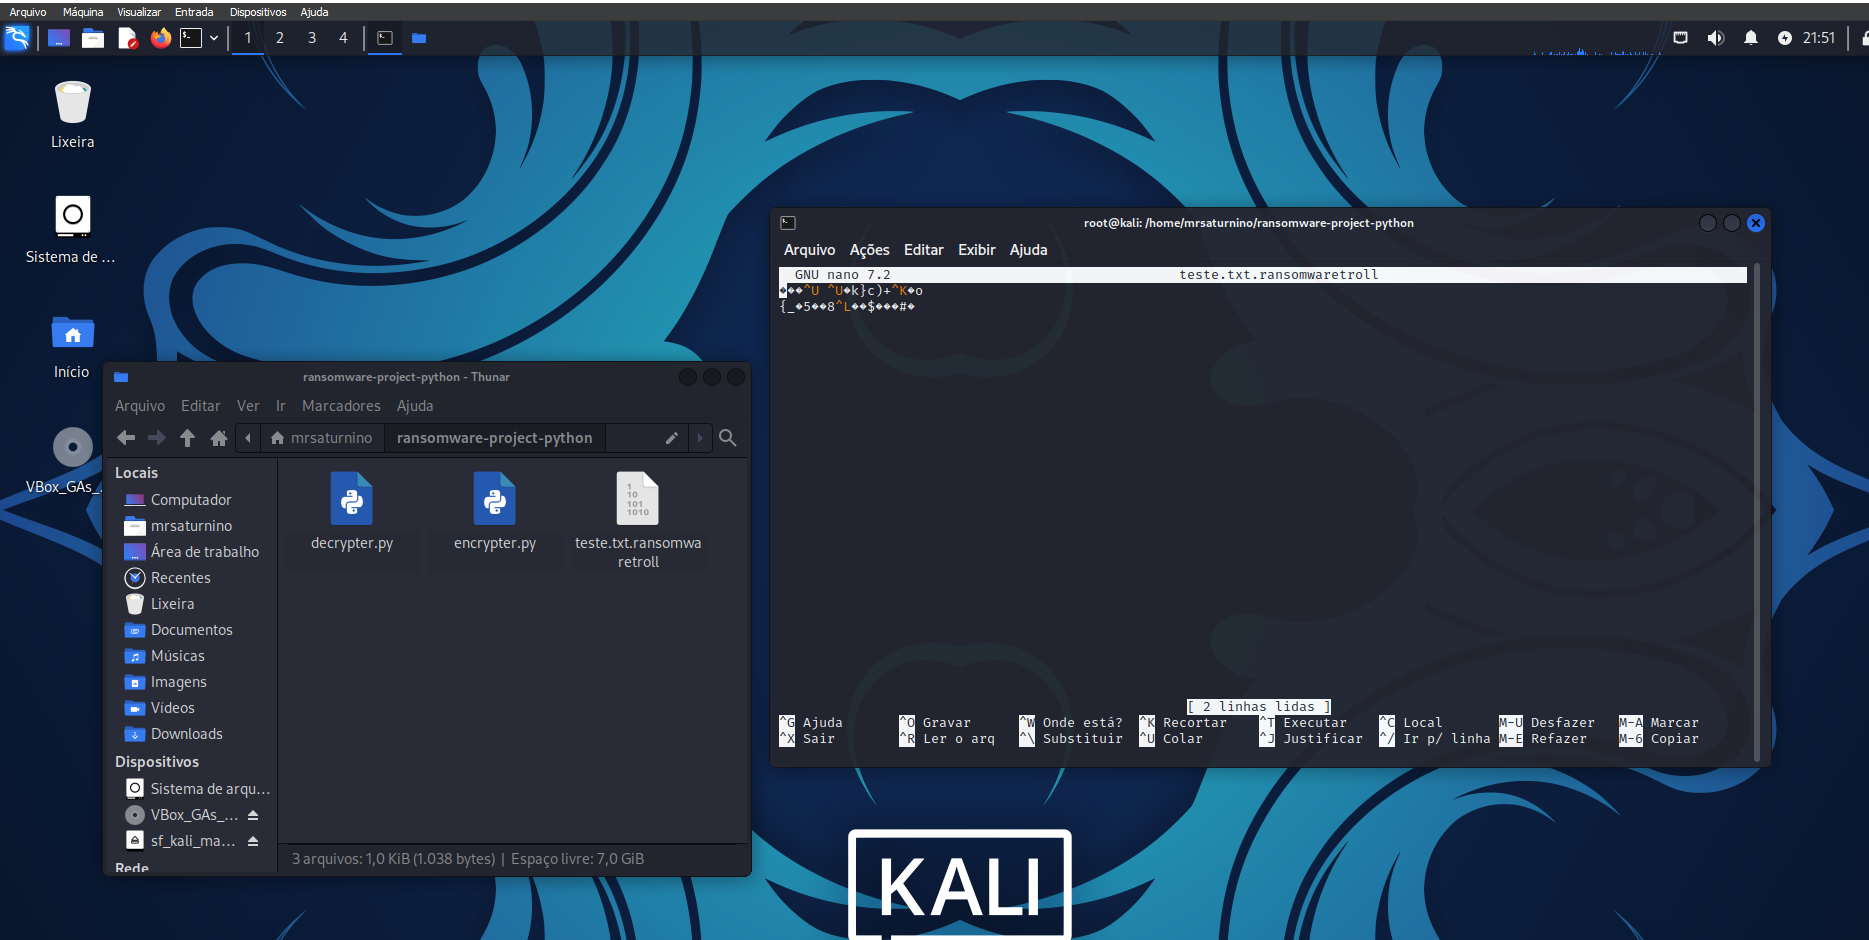 Arquivo Máquina Visualizar Entrada Dispositivos Ajuda
1 2 3 4
21:51
Lixeira
Sistema de ...
Início
VBox_GAs_...
root@kali: /home/mrsaturnino/ransomware-project-python
Arquivo Ações Editar Exibir Ajuda
GNU nano 7.2 teste.txt.ransomwaretroll
���^U ^U�k}c)+^K�o
{_�5��8^L��$���#�
[ 2 linhas lidas ]
^G Ajuda ^O Gravar ^W Onde está? ^K Recortar ^T Executar ^C Local M-U Desfazer M-A Marcar
^X Sair ^R Ler o arq ^\ Substituir ^U Colar ^J Justificar ^/ Ir p/ linha M-E Refazer M-6 Copiar
ransomware-project-python - Thunar
Arquivo Editar Ver Ir Marcadores Ajuda
mrsaturnino ransomware-project-python
Locais
Computador
mrsaturnino
Área de trabalho
Recentes
Lixeira
Documentos
Músicas
Imagens
Vídeos
Downloads
Dispositivos
Sistema de arqu...
VBox_GAs_...
sf_kali_ma...
Rede
decrypter.py
encrypter.py
teste.txt.ransomwa
retroll
3 arquivos: 1,0 KiB (1.038 bytes) | Espaço livre: 7,0 GiB
KALI